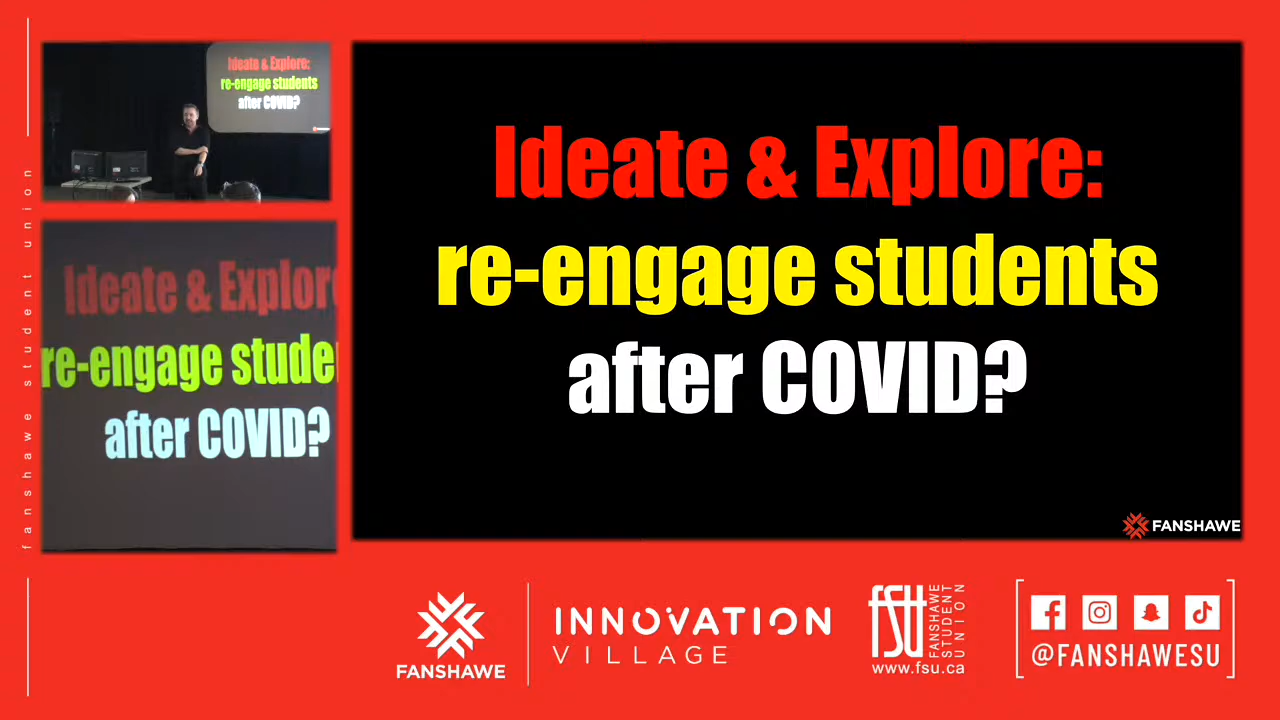 fanshawe student union
Ideate & Explore:
re-engage students
after COVID?
Ideate & Explor
re-engage stude
after COVID?
Ideate & Explore:
re-engage students
after COVID?
FANSHAWE
FANSHAWE
INNOVATION
VILLAGE
fsu
FANSHAWE
STUDENT
UNION
www.fsu.ca
@FANSHAWESU